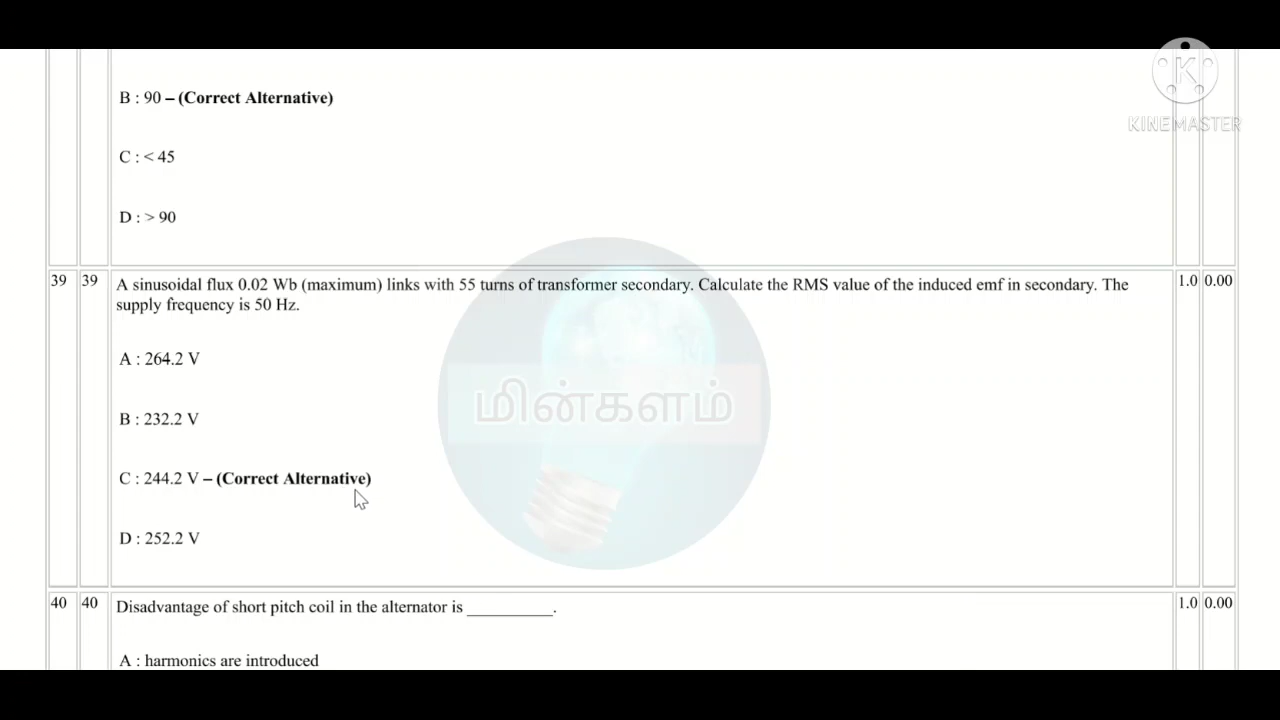 K
KINEMASTER
B : 90 – (Correct Alternative)
C : < 45
D : > 90
39 39 A sinusoidal flux 0.02 Wb (maximum) links with 55 turns of transformer secondary. Calculate the RMS value of the induced emf in secondary. The 1.0 0.00
supply frequency is 50 Hz.
A : 264.2 V
B : 232.2 V
மின்களம்
C : 244.2 V – (Correct Alternative)
D : 252.2 V
40 40 Disadvantage of short pitch coil in the alternator is __________. 1.0 0.00
A : harmonics are introduced